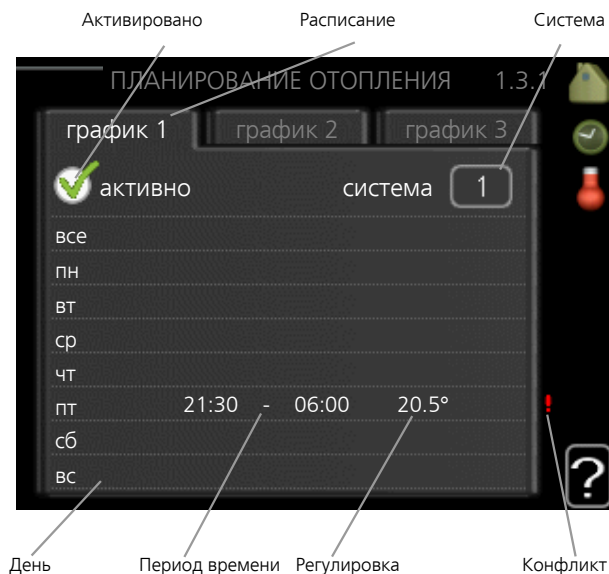 Активировано Расписание Система
ПЛАНИРОВАНИЕ ОТОПЛЕНИЯ 1.3.1
график 1 график 2 график 3
активно система 1
все
пн
вт
ср
чт
пт 21:30 - 06:00 20.5° !
сб
вс
?
День Период времени Регулировка Конфликт